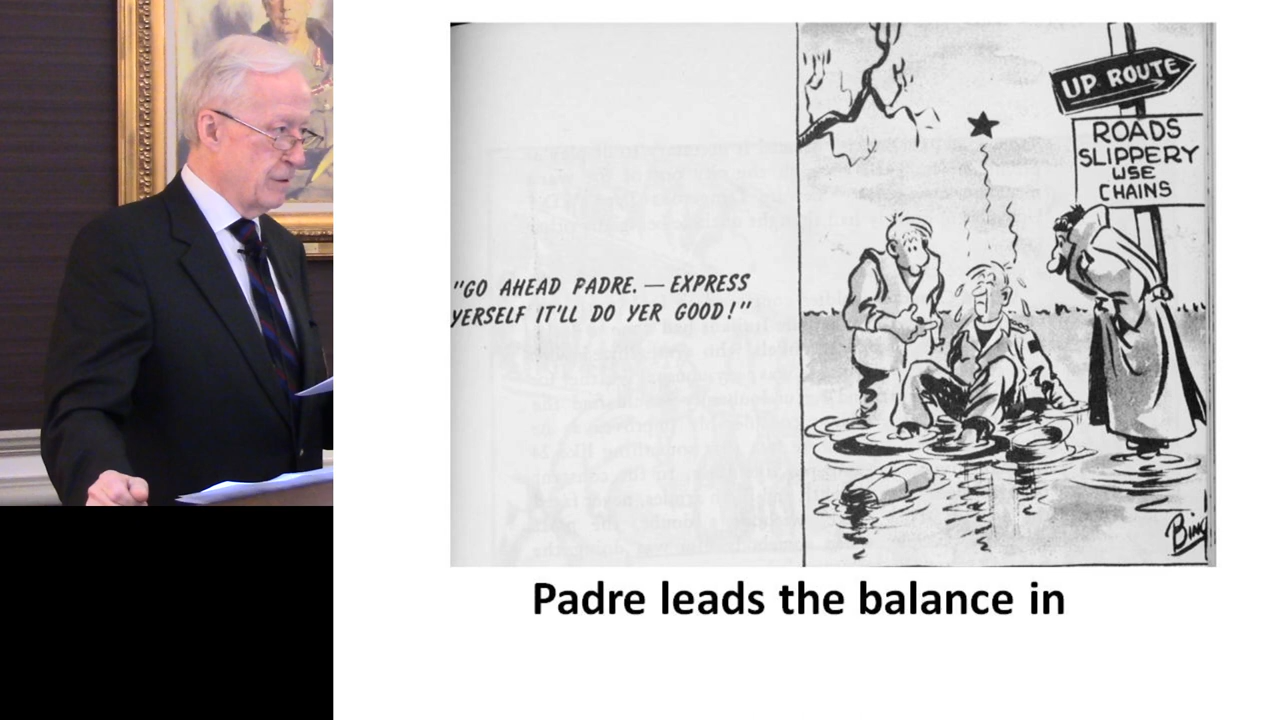 "GO AHEAD PADRE. — EXPRESS
YERSELF IT'LL DO YER GOOD!"
UP ROUTE
ROADS
SLIPPERY
USE
CHAINS
Bing
Padre leads the balance in